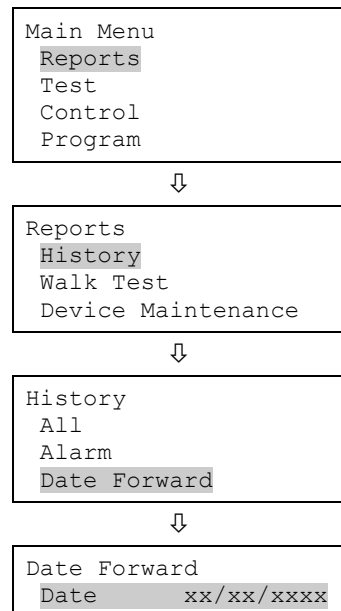 Main Menu
Reports
Test
Control
Program
⇩
Reports
History
Walk Test
Device Maintenance
⇩
History
All
Alarm
Date Forward
⇩
Date Forward
Date xx/xx/xxxx